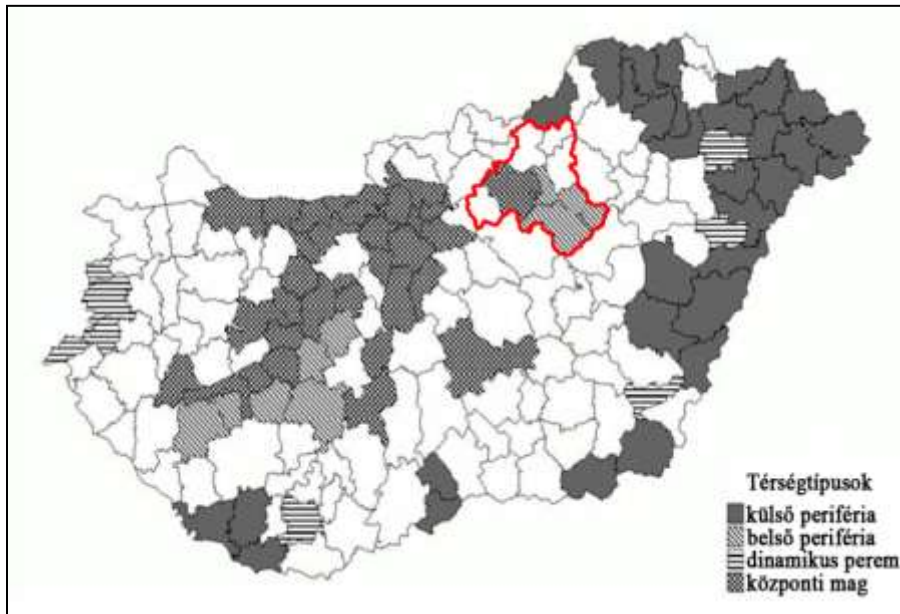 Térségtípusok
külső periféria
belső periféria
dinamikus perem
központi mag